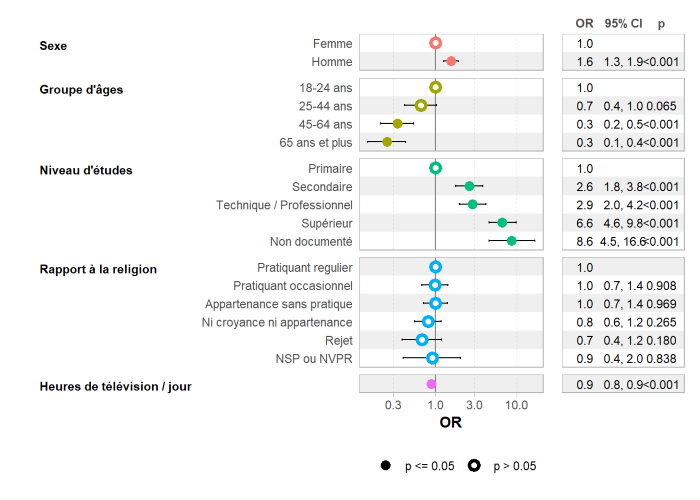 OR 95% CI p
Sexe Femme 1.0
Homme 1.6 1.3, 1.9 <0.001
Groupe d'âges 18-24 ans 1.0
25-44 ans 0.7 0.4, 1.0 0.065
45-64 ans 0.3 0.2, 0.5 <0.001
65 ans et plus 0.3 0.1, 0.4 <0.001
Niveau d'études Primaire 1.0
Secondaire 2.6 1.8, 3.8 <0.001
Technique / Professionnel 2.9 2.0, 4.2 <0.001
Supérieur 6.6 4.6, 9.8 <0.001
Non documenté 8.6 4.5, 16.6 <0.001
Rapport à la religion Pratiquant regulier 1.0
Pratiquant occasionnel 1.0 0.7, 1.4 0.908
Appartenance sans pratique 1.0 0.7, 1.4 0.969
Ni croyance ni appartenance 0.8 0.6, 1.2 0.265
Rejet 0.7 0.4, 1.2 0.180
NSP ou NVPR 0.9 0.4, 2.0 0.838
Heures de télévision / jour 0.9 0.8, 0.9 <0.001
0.3 1.0 3.0 10.0
OR
p <= 0.05 p > 0.05